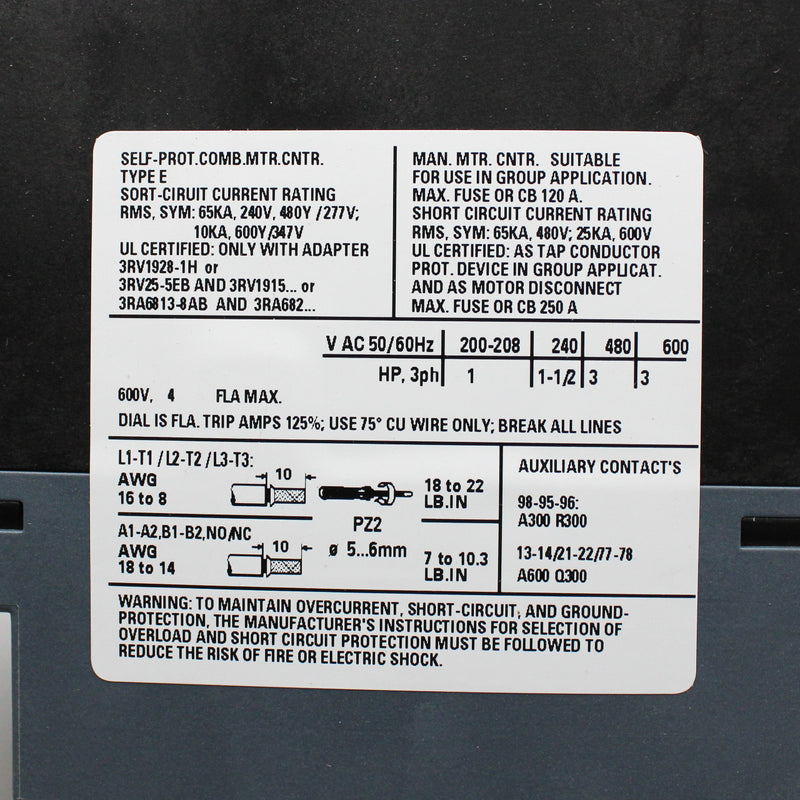 SELF-PROT.COMB.MTR.CNTR.
TYPE E
SORT-CIRUIT CURRENT RATING
RMS, SYM: 65KA, 240V, 480Y /277V;
10KA, 600Y/347V
UL CERTIFIED: ONLY WITH ADAPTER
3RV1928-1H or
3RV25-5EB AND 3RV1915... or
3RA6813-8AB AND 3RA682...
MAN. MTR. CNTR. SUITABLE
FOR USE IN GROUP APPLICATION.
MAX. FUSE OR CB 120 A.
SHORT CIRCUIT CURRENT RATING
RMS, SYM: 65KA, 480V; 25KA, 600V
UL CERTIFIED: AS TAP CONDUCTOR
PROT. DEVICE IN GROUP APPLICAT.
AND AS MOTOR DISCONNECT
MAX. FUSE OR CB 250 A
V AC 50/60Hz 200-208 240 480 600
HP, 3ph 1 1-1/2 3 3
600V, 4 FLA MAX.
DIAL IS FLA. TRIP AMPS 125%; USE 75° CU WIRE ONLY; BREAK ALL LINES
L1-T1 /L2-T2 /L3-T3:
AWG
16 to 8
10
18 to 22
LB.IN
PZ2
ø 5...6mm
A1-A2,B1-B2,NO/NC
AWG
18 to 14
10
7 to 10.3
LB.IN
AUXILIARY CONTACT'S
98-95-96:
A300 R300
13-14/21-22/77-78
A600 Q300
WARNING: TO MAINTAIN OVERCURRENT, SHORT-CIRCUIT, AND GROUND-
PROTECTION, THE MANUFACTURER'S INSTRUCTIONS FOR SELECTION OF
OVERLOAD AND SHORT CIRCUIT PROTECTION MUST BE FOLLOWED TO
REDUCE THE RISK OF FIRE OR ELECTRIC SHOCK.